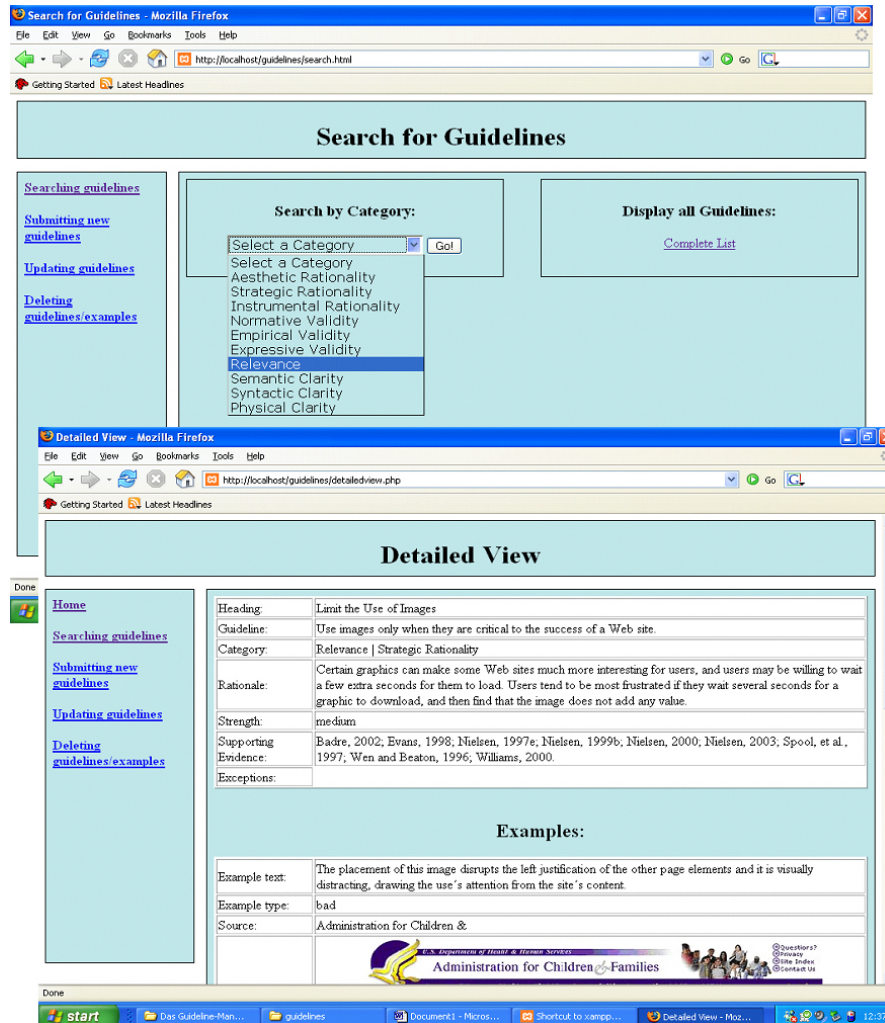 Search for Guidelines - Mozilla Firefox
File Edit View Go Bookmarks Tools Help
http://localhost/guidelines/search.html
Go
Getting Started Latest Headlines
Search for Guidelines
Searching guidelines
Submitting new
guidelines
Updating guidelines
Deleting
guidelines/examples
Search by Category:
Select a Category Go!
Select a Category
Aesthetic Rationality
Strategic Rationality
Instrumental Rationality
Normative Validity
Empirical Validity
Expressive Validity
Relevance
Semantic Clarity
Syntactic Clarity
Physical Clarity
Display all Guidelines:
Complete List
Done
Detailed View - Mozilla Firefox
File Edit View Go Bookmarks Tools Help
http://localhost/guidelines/detailedview.php
Go
Getting Started Latest Headlines
Detailed View
Home
Searching guidelines
Submitting new
guidelines
Updating guidelines
Deleting
guidelines/examples
Heading: Limit the Use of Images
Guideline: Use images only when they are critical to the success of a Web site.
Category: Relevance | Strategic Rationality
Rationale: Certain graphics can make some Web sites much more interesting for users, and users may be willing to wait
a few extra seconds for them to load. Users tend to be most frustrated if they wait several seconds for a
graphic to download, and then find that the image does not add any value.
Strength: medium
Supporting Evidence: Badre, 2002; Evans, 1998; Nielsen, 1997e; Nielsen, 1999b; Nielsen, 2000; Nielsen, 2003; Spool, et al.,
1997; Wen and Beaton, 1996; Williams, 2000.
Exceptions:
Examples:
Example text: The placement of this image disrupts the left justification of the other page elements and it is visually
distracting, drawing the use´s attention from the site´s content.
Example type: bad
Source: Administration for Children &
U.S. Department of Health & Human Services
Administration for Children & Families
Questions?
Privacy
Site Index
Contact Us
Done
start Das Guideline-Man... guidelines Document1 - Micros... Shortcut to xampp... Detailed View - Moz...